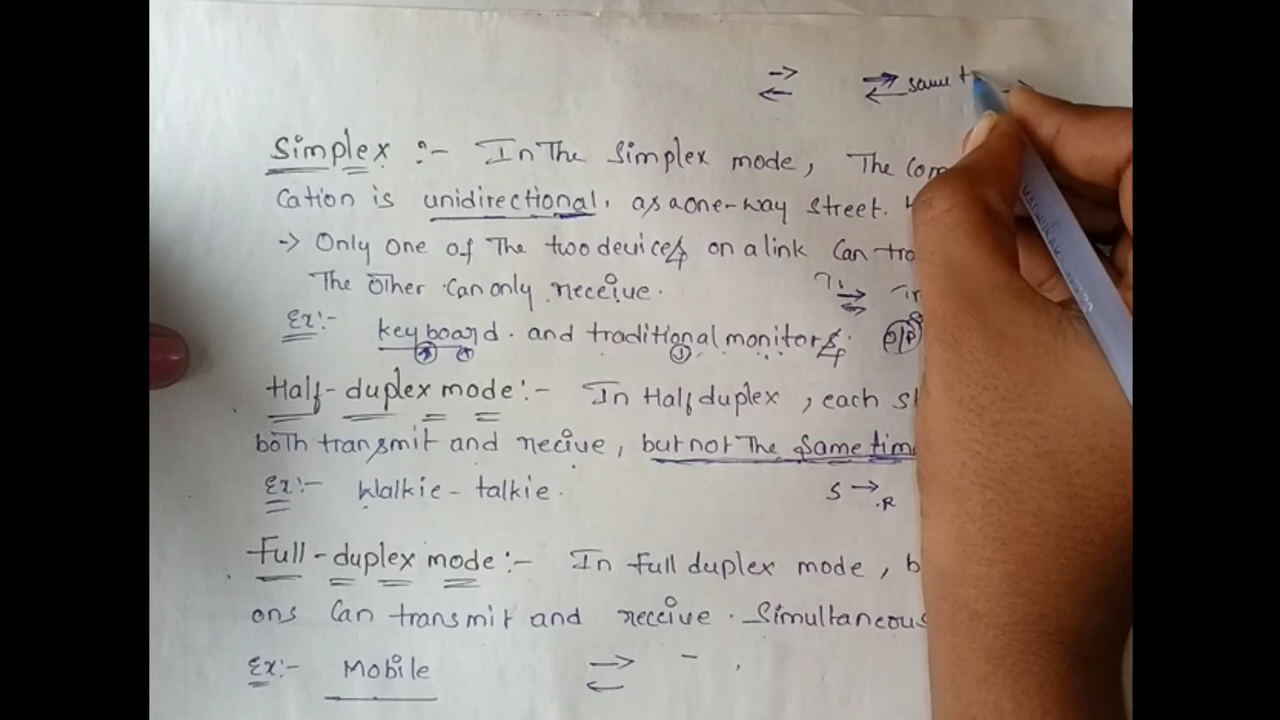 same
Simplex :- In The Simplex mode, The com
cation is unidirectional. as a one-way street.
-> Only one of The two devices on a link Can tra
The other Can only receive.
Ex:- keyboard. and traditional monitors. O/P
Half-duplex mode:- In Half duplex, each s
both transmit and recive, but not The Same tim
Ex:- Walkie-talkie. S -> R
Full-duplex mode:- In full duplex mode, b
ons Can transmit and receive. Simultaneous
Ex:- Mobile